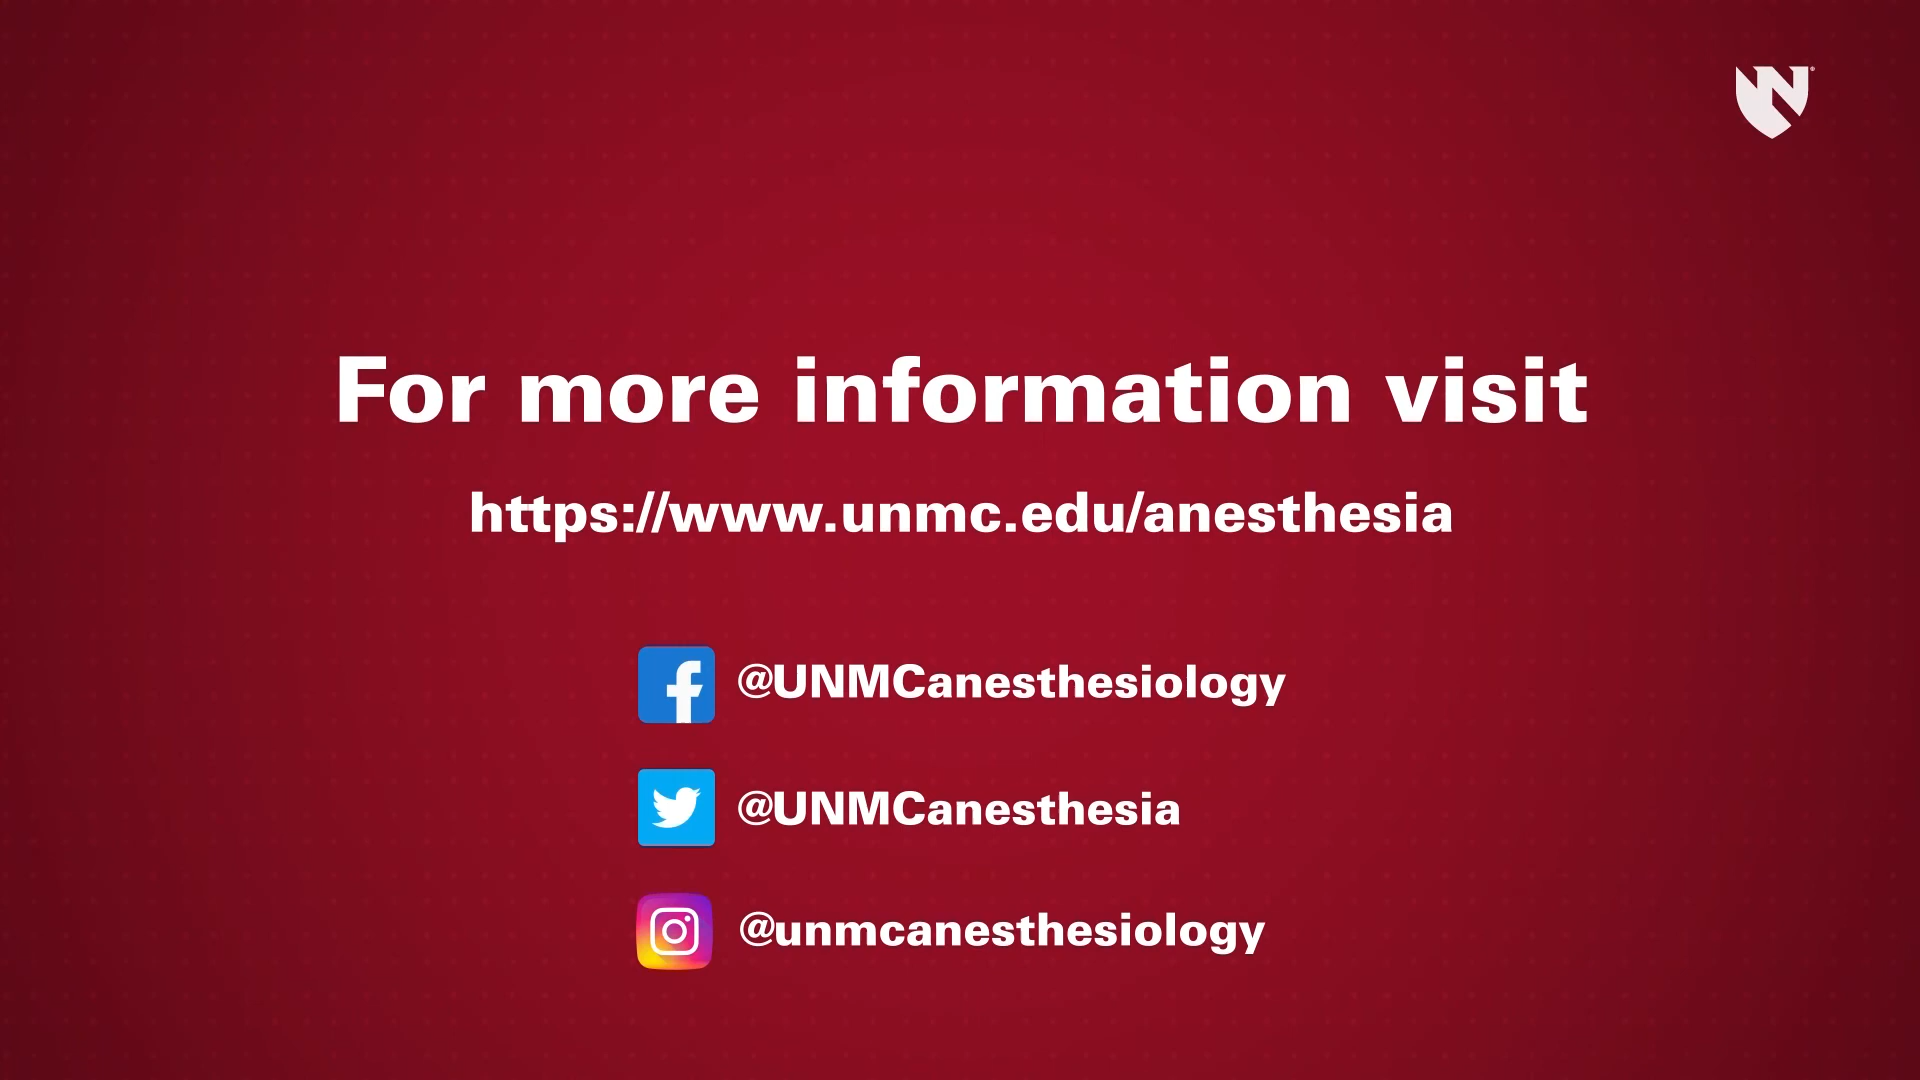 For more information visit
https://www.unmc.edu/anesthesia
@UNMCanesthesiology
@UNMCanesthesia
@unmcanesthesiology